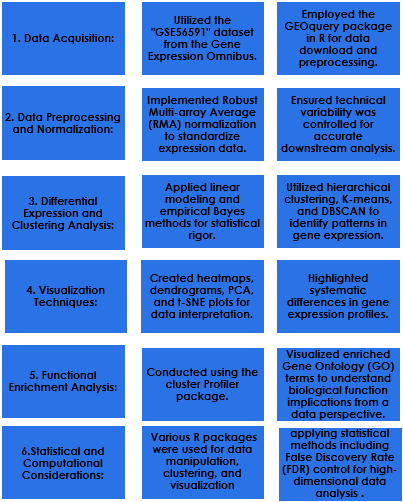 1. Data Acquisition:
Utilized the
"GSE56591" dataset
from the Gene
Expression Omnibus.
Employed the
GEOquery package
in R for data
download and
preprocessing.
2. Data Preprocessing
and Normalization:
Implemented Robust
Multi-array Average
(RMA) normalization
to standardize
expression data.
Ensured technical
variability was
controlled for
accurate
downstream analysis.
3. Differential
Expression and
Clustering Analysis:
Applied linear
modeling and
empirical Bayes
methods for statistical
rigor.
Utilized hierarchical
clustering, K-means,
and DBSCAN to
identify patterns in
gene expression.
4. Visualization
Techniques:
Created heatmaps,
dendrograms, PCA,
and t-SNE plots for
data interpretation.
Highlighted
systematic
differences in gene
expression profiles.
5. Functional
Enrichment Analysis:
Conducted using the
cluster Profiler
package.
Visualized enriched
Gene Ontology (GO)
terms to understand
biological function
implications from a
data perspective.
6.Statistical and
Computational
Considerations:
Various R packages
were used for data
manipulation,
clustering, and
visualization
applying statistical
methods including
False Discovery Rate
(FDR) control for high-
dimensional data
analysis .